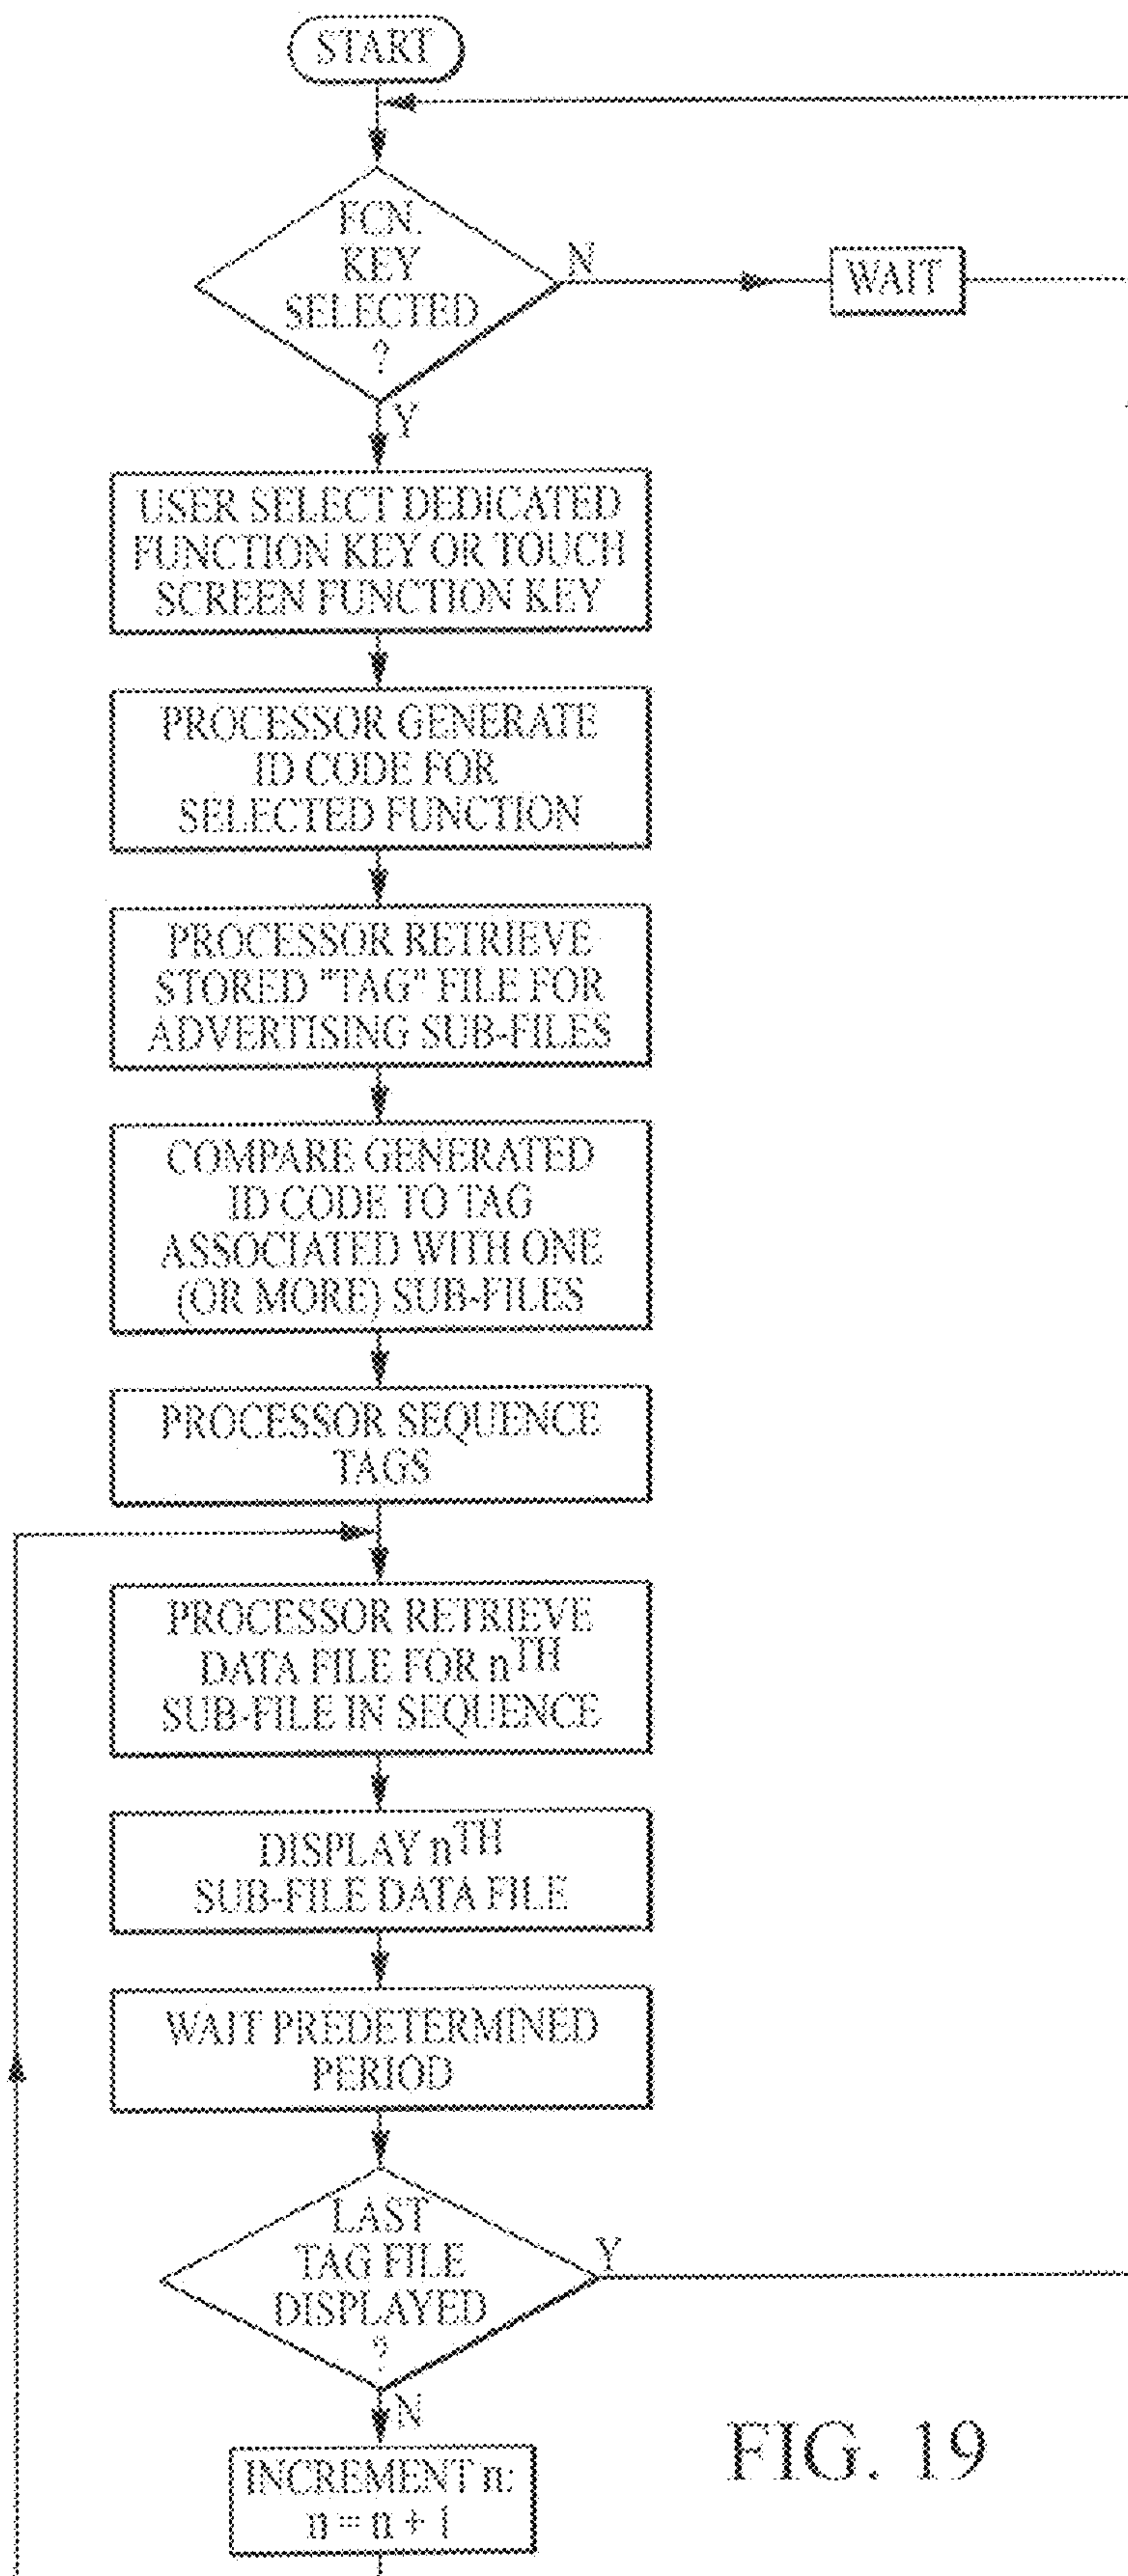 START
FCN.
KEY
SELECTED
?
N
WAIT
Y
USER SELECT DEDICATED
FUNCTION KEY OR TOUCH
SCREEN FUNCTION KEY
PROCESSOR GENERATE
ID CODE FOR
SELECTED FUNCTION
PROCESSOR RETRIEVE
STORED "TAG" FILE FOR
ADVERTISING SUB-FILES
COMPARE GENERATED
ID CODE TO TAG
ASSOCIATED WITH ONE
(OR MORE) SUB-FILES
PROCESSOR SEQUENCE
TAGS
PROCESSOR RETRIEVE
DATA FILE FOR nTH
SUB-FILE IN SEQUENCE
DISPLAY nTH
SUB-FILE DATA FILE
WAIT PREDETERMINED
PERIOD
LAST
TAG FILE
DISPLAYED
?
Y
N
INCREMENT n:
n = n + 1
FIG. 19